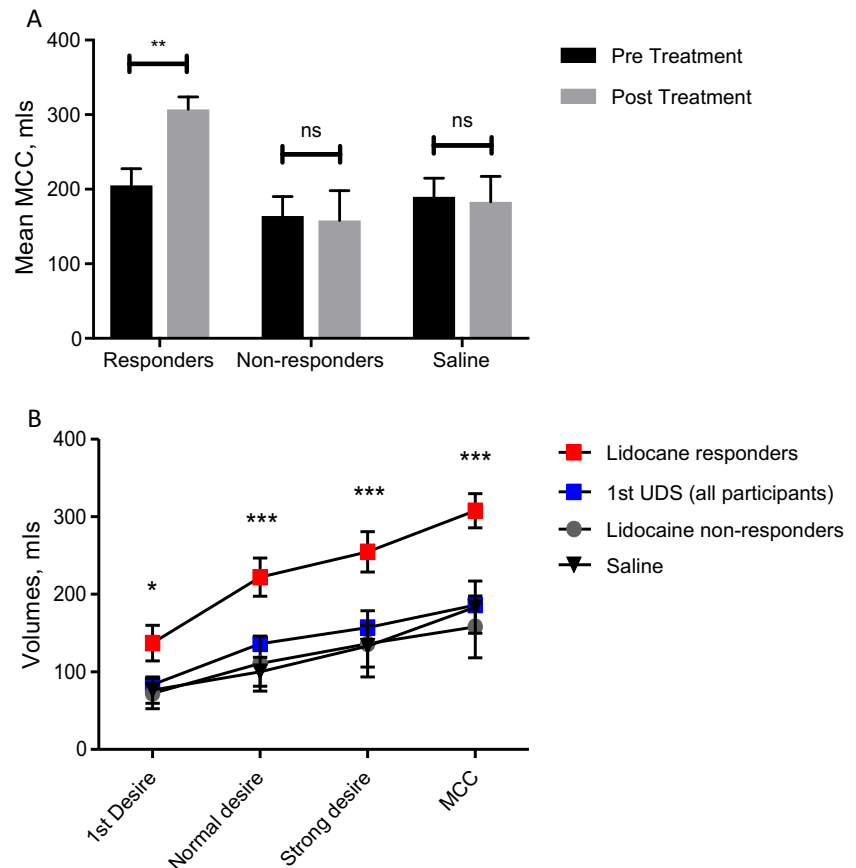 A
400
300
200
100
0
Mean MCC, mls
**
ns
ns
Responders
Non-responders
Saline
Pre Treatment
Post Treatment
B
400
300
200
100
0
Volumes, mls
*
***
***
***
1st Desire
Normal desire
Strong desire
MCC
Lidocane responders
1st UDS (all participants)
Lidocaine non-responders
Saline